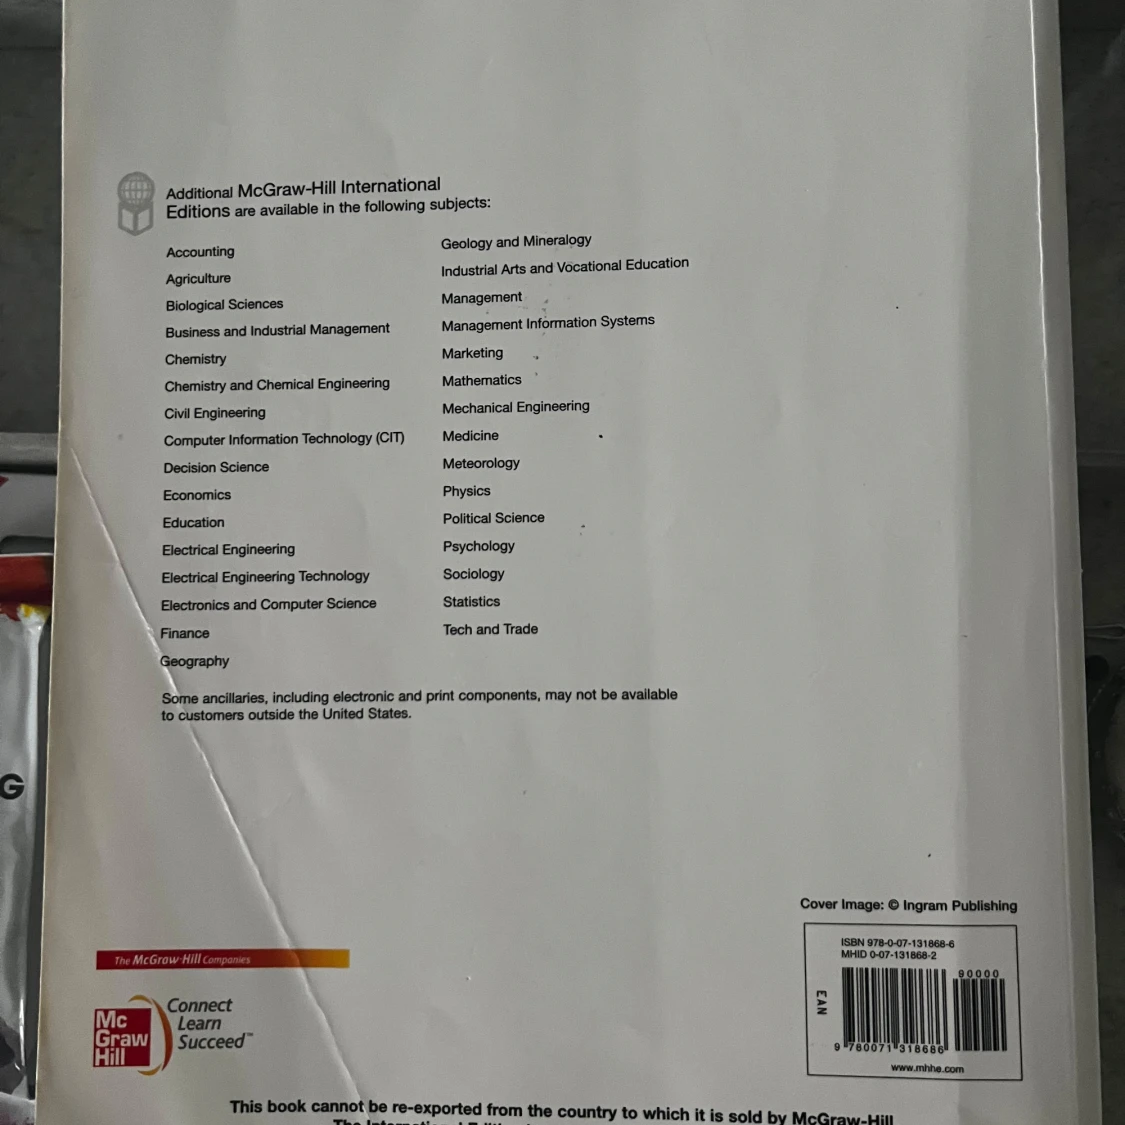 Additional McGraw-Hill International
Editions are available in the following subjects:
Accounting
Agriculture
Biological Sciences
Business and Industrial Management
Chemistry
Chemistry and Chemical Engineering
Civil Engineering
Computer Information Technology (CIT)
Decision Science
Economics
Education
Electrical Engineering
Electrical Engineering Technology
Electronics and Computer Science
Finance
Geography
Geology and Mineralogy
Industrial Arts and Vocational Education
Management
Management Information Systems
Marketing
Mathematics
Mechanical Engineering
Medicine
Meteorology
Physics
Political Science
Psychology
Sociology
Statistics
Tech and Trade
Some ancillaries, including electronic and print components, may not be available
to customers outside the United States.
G
Cover Image: © Ingram Publishing
ISBN 978-0-07-131868-6
MHID 0-07-131868-2
90000
EAN
9 780071 318686
www.mhhe.com
The McGraw-Hill Companies
Mc
Graw
Hill
Connect
Learn
Succeed™
This book cannot be re-exported from the country to which it is sold by McGraw-Hill